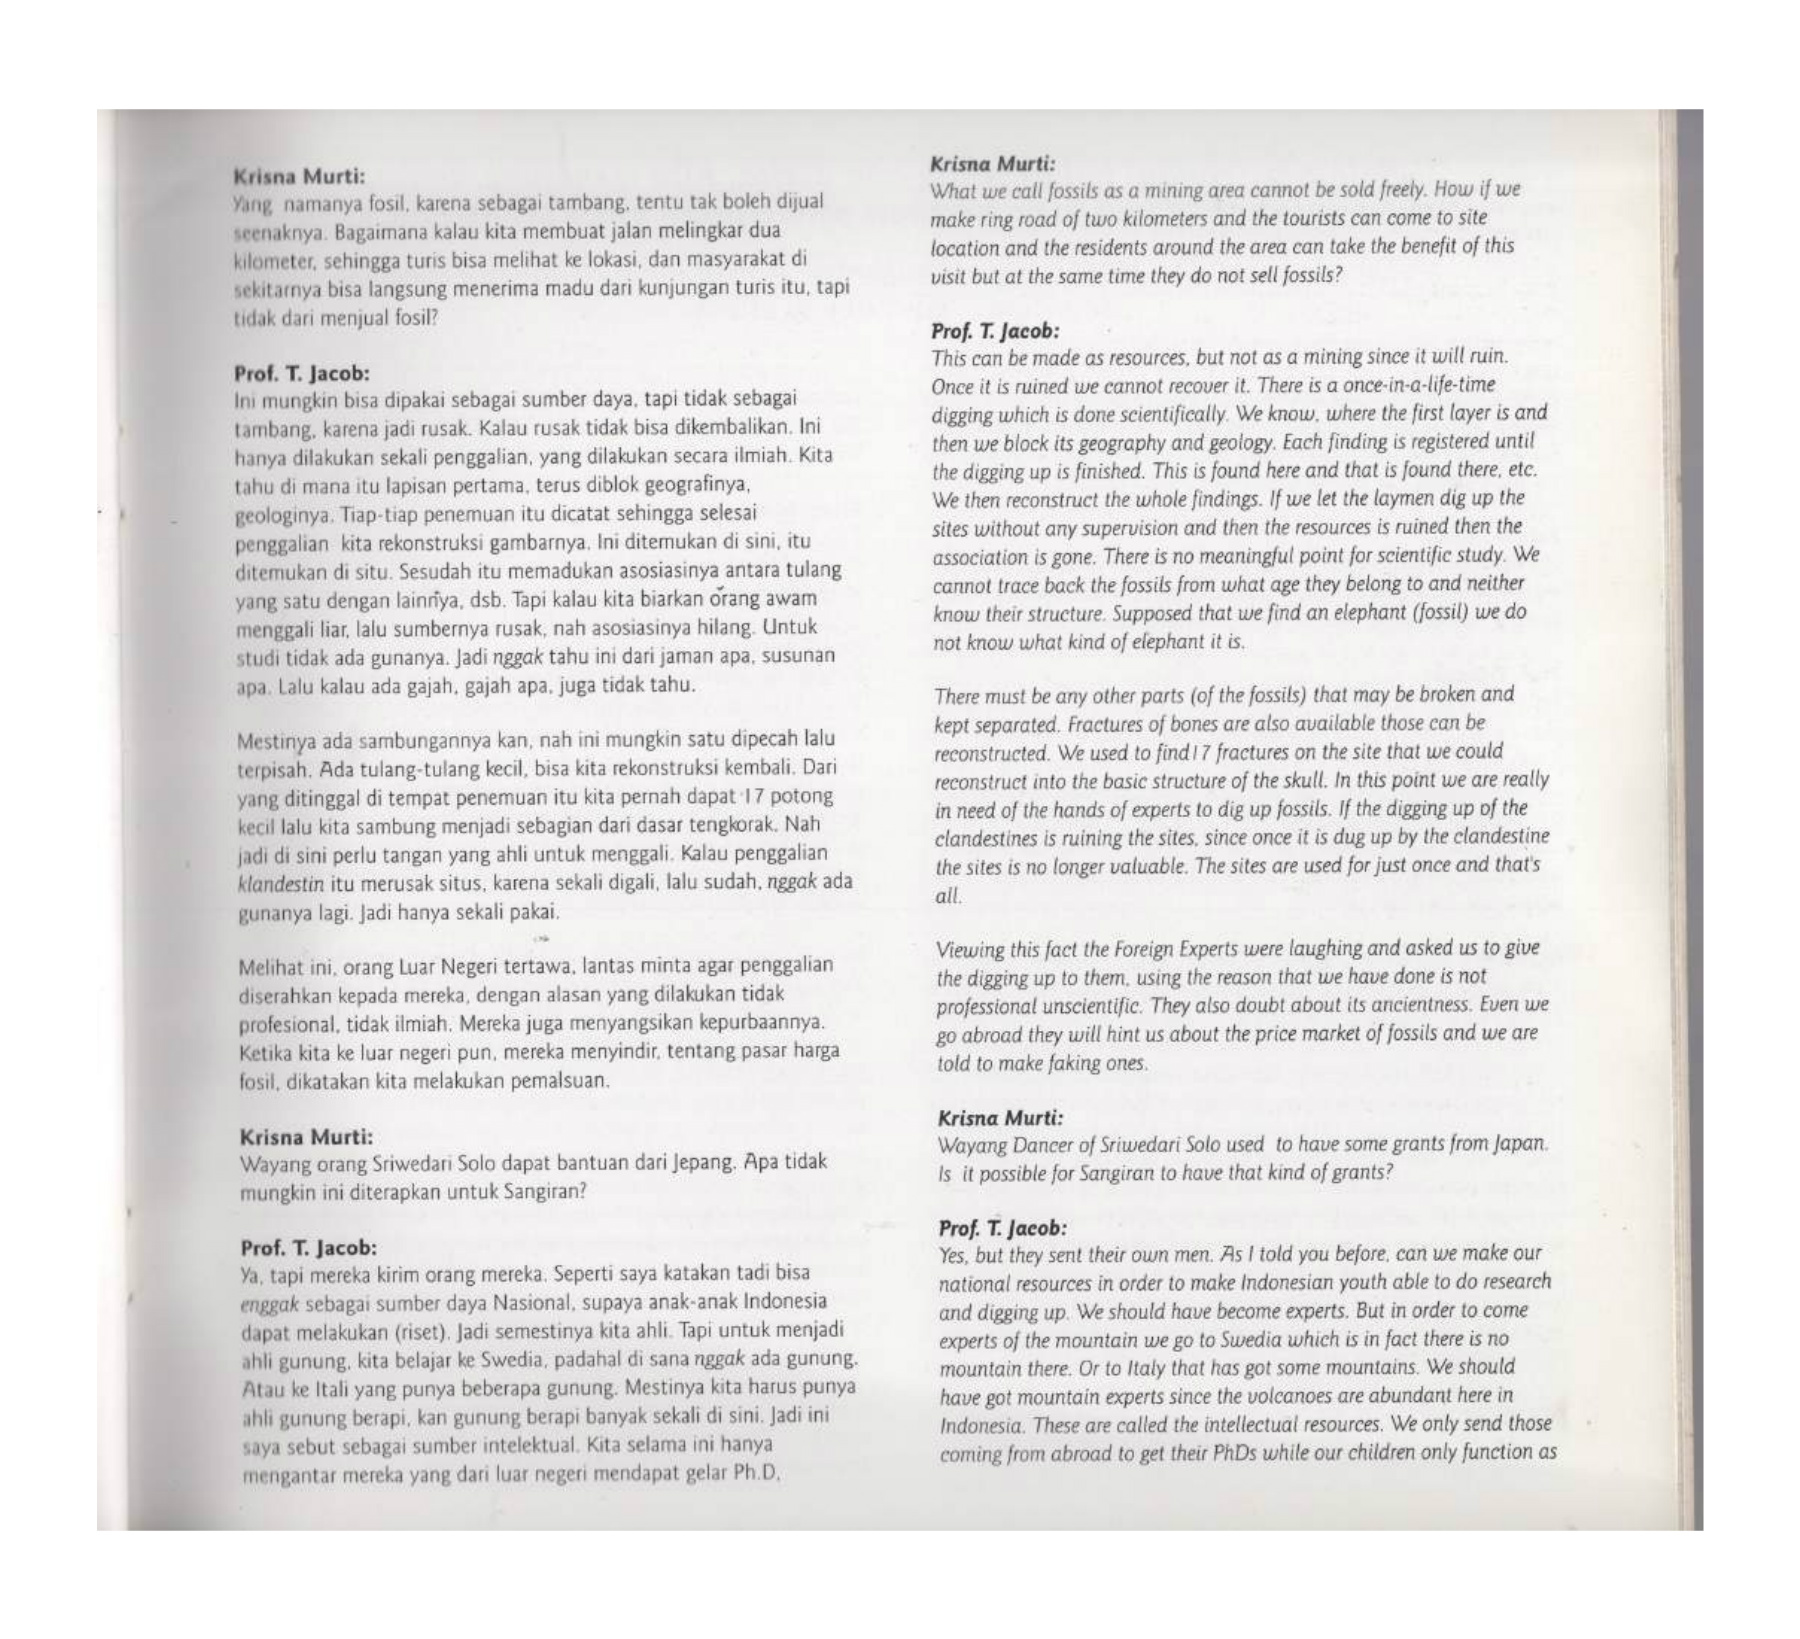 Krisna Murti:
Yang namanya fosil, karena sebagai tambang, tentu tak boleh dijual
seenaknya. Bagaimana kalau kita membuat jalan melingkar dua
kilometer, sehingga turis bisa melihat ke lokasi, dan masyarakat di
sekitarnya bisa langsung menerima madu dari kunjungan turis itu, tapi
tidak dari menjual fosil?
Prof. T. Jacob:
Ini mungkin bisa dipakai sebagai sumber daya, tapi tidak sebagai
tambang, karena jadi rusak. Kalau rusak tidak bisa dikembalikan. Ini
hanya dilakukan sekali penggalian, yang dilakukan secara ilmiah. Kita
tahu di mana itu lapisan pertama, terus diblok geografinya,
geologinya. Tiap-tiap penemuan itu dicatat sehingga selesai
penggalian kita rekonstruksi gambarnya. Ini ditemukan di sini, itu
ditemukan di situ. Sesudah itu memadukan asosiasinya antara tulang
yang satu dengan lainnya, dsb. Tapi kalau kita biarkan orang awam
menggali liar, lalu sumbernya rusak, nah asosiasinya hilang. Untuk
studi tidak ada gunanya. Jadi nggak tahu ini dari jaman apa, susunan
apa. Lalu kalau ada gajah, gajah apa, juga tidak tahu.
Mestinya ada sambungannya kan, nah ini mungkin satu dipecah lalu
terpisah. Ada tulang-tulang kecil, bisa kita rekonstruksi kembali. Dari
yang ditinggal di tempat penemuan itu kita pernah dapat 17 potong
kecil lalu kita sambung menjadi sebagian dari dasar tengkorak. Nah
jadi di sini perlu tangan yang ahli untuk menggali. Kalau penggalian
klandestin itu merusak situs, karena sekali digali, lalu sudah, nggak ada
gunanya lagi. Jadi hanya sekali pakai.
Melihat ini, orang Luar Negeri tertawa, lantas minta agar penggalian
diserahkan kepada mereka, dengan alasan yang dilakukan tidak
profesional, tidak ilmiah. Mereka juga menyangsikan kepurbaannya.
Ketika kita ke luar negeri pun, mereka menyindir, tentang pasar harga
fosil, dikatakan kita melakukan pemalsuan.
Krisna Murti:
Wayang orang Sriwedari Solo dapat bantuan dari Jepang. Apa tidak
mungkin ini diterapkan untuk Sangiran?
Prof. T. Jacob:
Ya, tapi mereka kirim orang mereka. Seperti saya katakan tadi bisa
enggak sebagai sumber daya Nasional, supaya anak-anak Indonesia
dapat melakukan (riset). Jadi semestinya kita ahli. Tapi untuk menjadi
ahli gunung, kita belajar ke Swedia, padahal di sana nggak ada gunung.
Atau ke Itali yang punya beberapa gunung. Mestinya kita harus punya
ahli gunung berapi, kan gunung berapi banyak sekali di sini. Jadi ini
saya sebut sebagai sumber intelektual. Kita selama ini hanya
mengantar mereka yang dari luar negeri mendapat gelar Ph.D,
Krisna Murti:
What we call fossils as a mining area cannot be sold freely. How if we
make ring road of two kilometers and the tourists can come to site
location and the residents around the area can take the benefit of this
visit but at the same time they do not sell fossils?
Prof. T. Jacob:
This can be made as resources, but not as a mining since it will ruin.
Once it is ruined we cannot recover it. There is a once-in-a-life-time
digging which is done scientifically. We know, where the first layer is and
then we block its geography and geology. Each finding is registered until
the digging up is finished. This is found here and that is found there, etc.
We then reconstruct the whole findings. If we let the laymen dig up the
sites without any supervision and then the resources is ruined then the
association is gone. There is no meaningful point for scientific study. We
cannot trace back the fossils from what age they belong to and neither
know their structure. Supposed that we find an elephant (fossil) we do
not know what kind of elephant it is.
There must be any other parts (of the fossils) that may be broken and
kept separated. Fractures of bones are also available those can be
reconstructed. We used to find17 fractures on the site that we could
reconstruct into the basic structure of the skull. In this point we are really
in need of the hands of experts to dig up fossils. If the digging up of the
clandestines is ruining the sites, since once it is dug up by the clandestine
the sites is no longer valuable. The sites are used for just once and that's
all.
Viewing this fact the Foreign Experts were laughing and asked us to give
the digging up to them, using the reason that we have done is not
professional unscientific. They also doubt about its ancientness. Even we
go abroad they will hint us about the price market of fossils and we are
told to make faking ones.
Krisna Murti:
Wayang Dancer of Sriwedari Solo used to have some grants from Japan.
Is it possible for Sangiran to have that kind of grants?
Prof. T. Jacob:
Yes, but they sent their own men. As I told you before, can we make our
national resources in order to make Indonesian youth able to do research
and digging up. We should have become experts. But in order to come
experts of the mountain we go to Swedia which is in fact there is no
mountain there. Or to Italy that has got some mountains. We should
have got mountain experts since the volcanoes are abundant here in
Indonesia. These are called the intellectual resources. We only send those
coming from abroad to get their PhDs while our children only function as